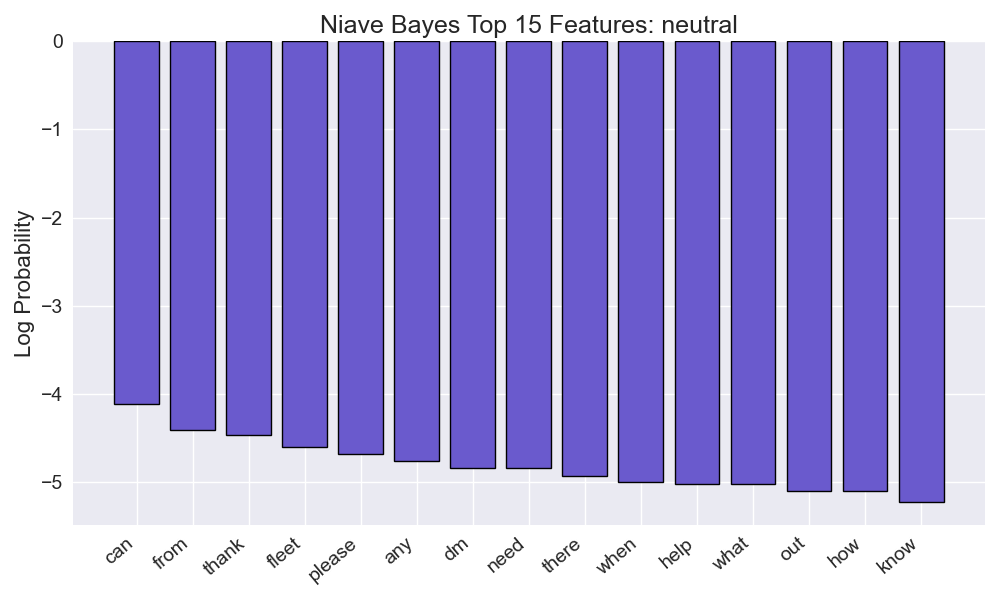 Niave Bayes Top 15 Features: neutral
Log Probability
0
−1
−2
−3
−4
−5
can
from
thank
fleet
please
any
dm
need
there
when
help
what
out
how
know